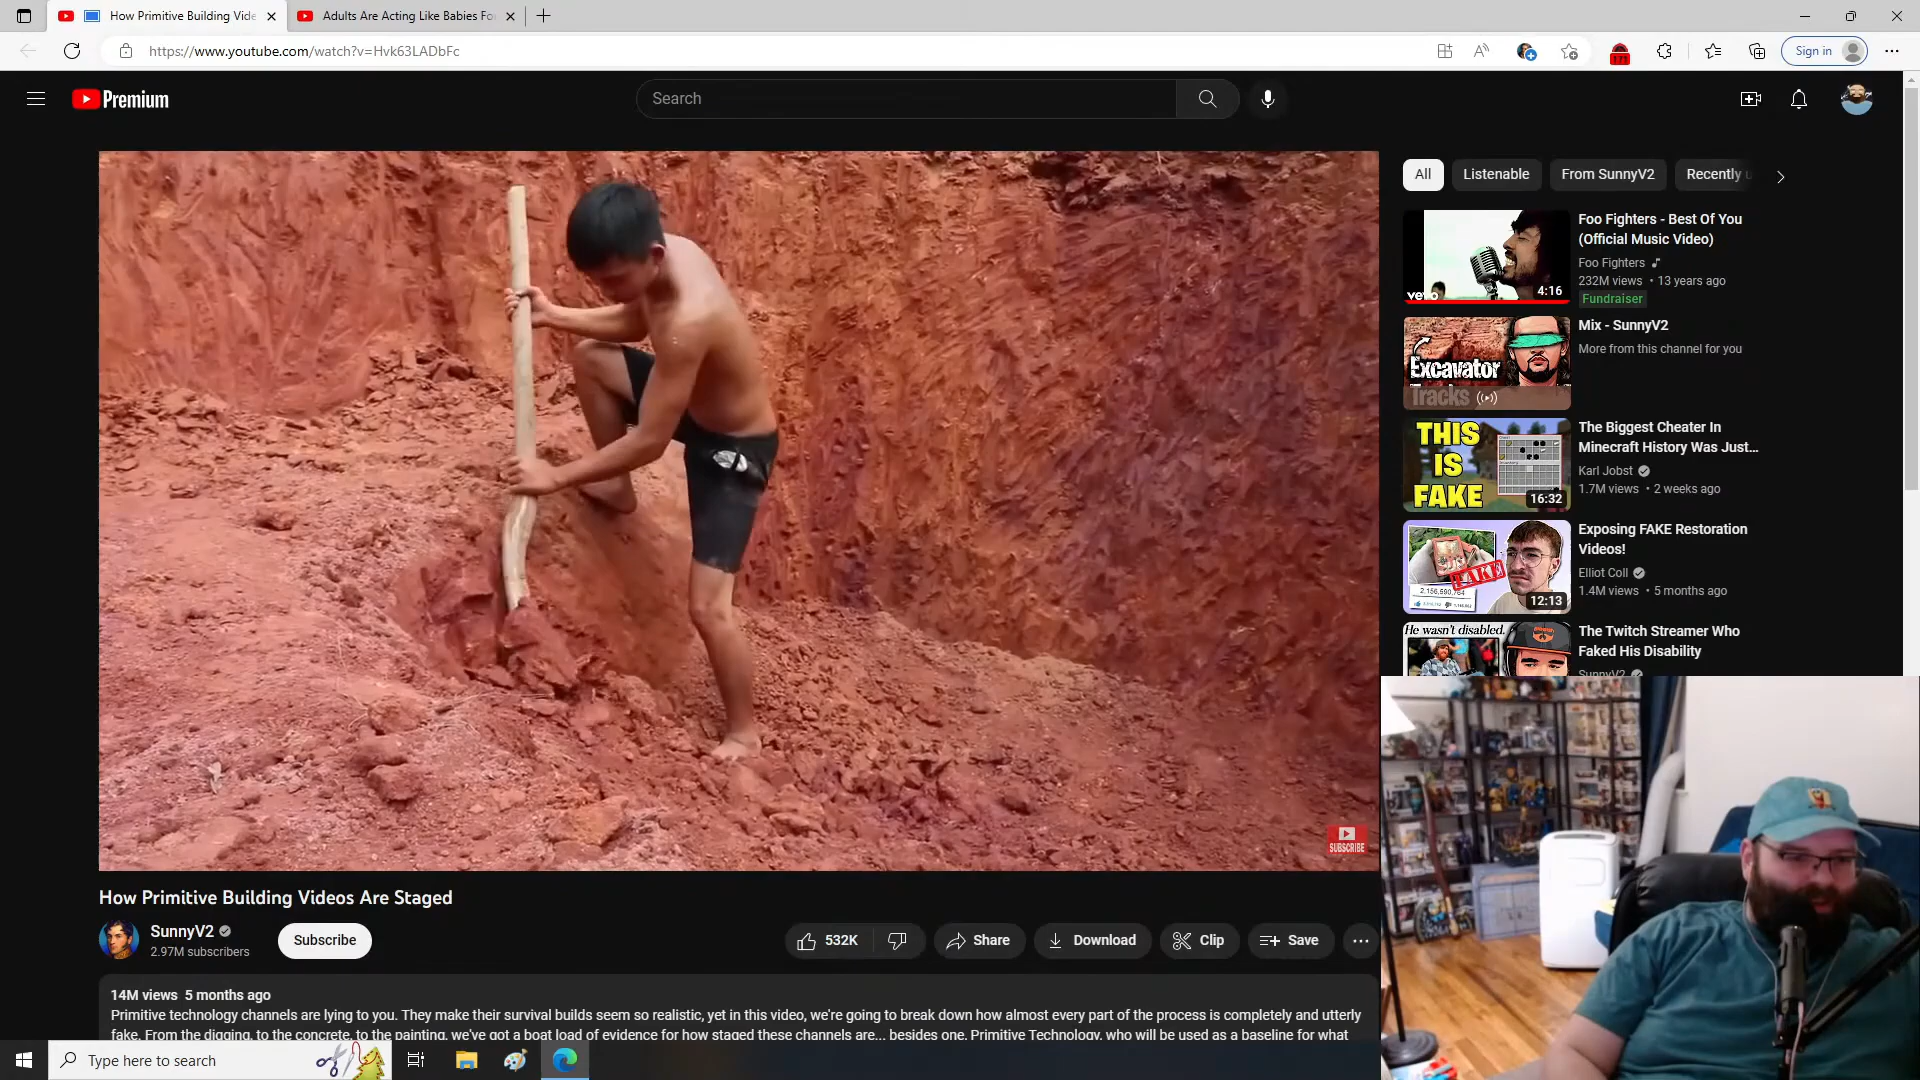 How Primitive Building Vide
Adults Are Acting Like Babies Fo
https://www.youtube.com/watch?v=Hvk63LADbFc
Sign in
Premium
Search
SUBSCRIBE
How Primitive Building Videos Are Staged
SunnyV2
2.97M subscribers
Subscribe
532K
Share
Download
Clip
Save
14M views 5 months ago
Primitive technology channels are lying to you. They make their survival builds seem so realistic, yet in this video, we're going to break down how almost every part of the process is completely and utterly
fake. From the digging, to the concrete, to the painting, we've got a boat load of evidence for how staged these channels are... besides one. Primitive Technology, who will be used as a baseline for what
All
Listenable
From SunnyV2
Recently u
vevo
4:16
Foo Fighters - Best Of You
(Official Music Video)
Foo Fighters
232M views • 13 years ago
Fundraiser
Excavator
Tracks
Mix - SunnyV2
More from this channel for you
THIS
IS
FAKE
16:32
The Biggest Cheater In
Minecraft History Was Just...
Karl Jobst
1.7M views • 2 weeks ago
FAKE
2,156,590,764
12:13
Exposing FAKE Restoration
Videos!
Elliot Coll
1.4M views • 5 months ago
He wasn't disabled.
The Twitch Streamer Who
Faked His Disability
SunnyV2
Type here to search